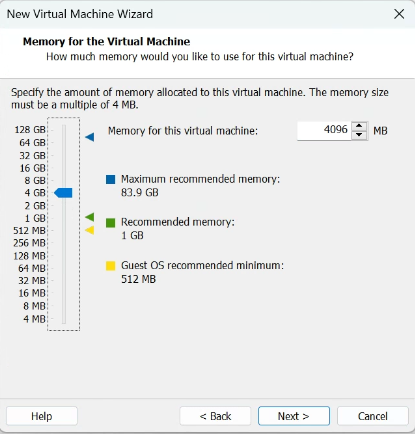 New Virtual Machine Wizard
Memory for the Virtual Machine
How much memory would you like to use for this virtual machine?
Specify the amount of memory allocated to this virtual machine. The memory size
must be a multiple of 4 MB.
128 GB
64 GB
32 GB
16 GB
8 GB
4 GB
2 GB
1 GB
512 MB
256 MB
128 MB
64 MB
32 MB
16 MB
8 MB
4 MB
Memory for this virtual machine: 4096 MB
Maximum recommended memory:
83.9 GB
Recommended memory:
1 GB
Guest OS recommended minimum:
512 MB
Help
< Back
Next >
Cancel